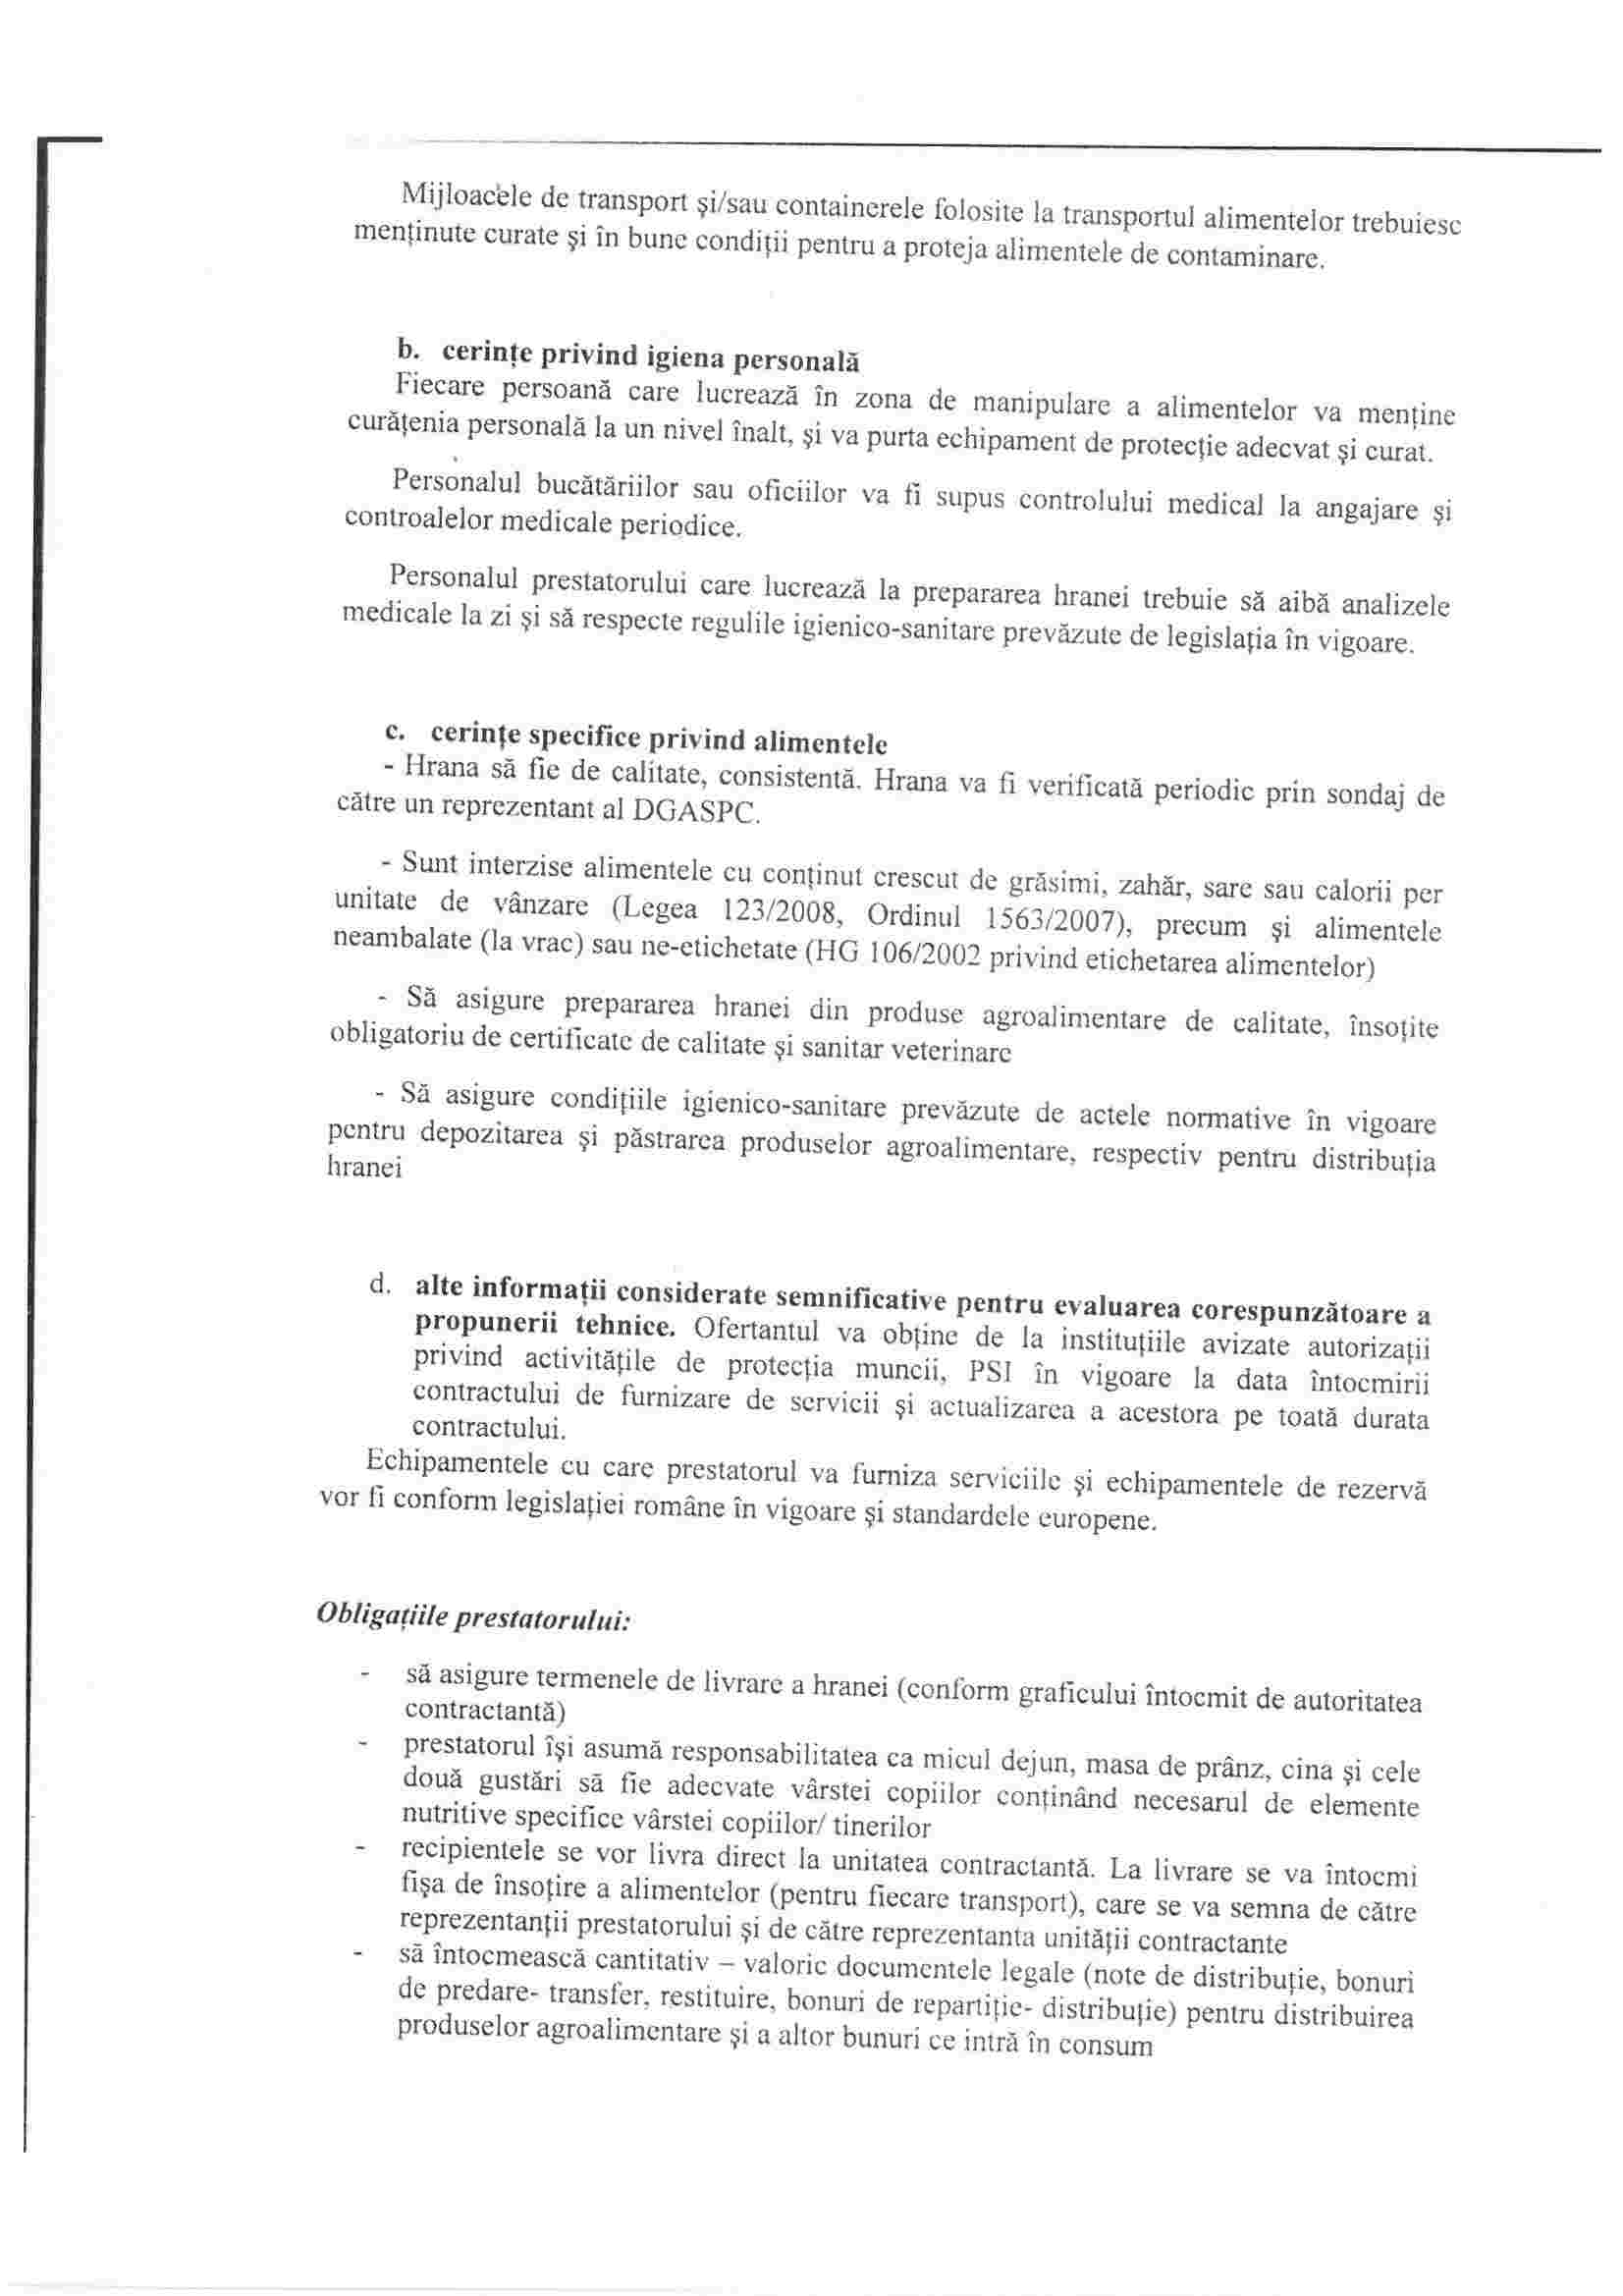 Mijloacele de transport şi/sau containerele folosite la transportul alimentelor trebuiesc
menţinute curate şi în bune condiţii pentru a proteja alimentele de contaminare.
b. cerinţe privind igiena personală
Fiecare persoană care lucrează în zona de manipulare a alimentelor va menţine
curăţenia personală la un nivel înalt, şi va purta echipament de protecţie adecvat şi curat.
Personalul bucătăriilor sau oficiilor va fi supus controlului medical la angajare şi
controalelor medicale periodice.
Personalul prestatorului care lucrează la prepararea hranei trebuie să aibă analizele
medicale la zi şi să respecte regulile igienico-sanitare prevăzute de legislaţia în vigoare.
c. cerinţe specifice privind alimentele
- Hrana să fie de calitate, consistentă. Hrana va fi verificată periodic prin sondaj de
către un reprezentant al DGASPC.
- Sunt interzise alimentele cu conţinut crescut de grăsimi, zahăr, sare sau calorii per
unitate de vânzare (Legea 123/2008, Ordinul 1563/2007), precum şi alimentele
neambalate (la vrac) sau ne-etichetate (HG 106/2002 privind etichetarea alimentelor)
- Să asigure prepararea hranei din produse agroalimentare de calitate, însoţite
obligatoriu de certificate de calitate şi sanitar veterinare
- Să asigure condiţiile igienico-sanitare prevăzute de actele normative în vigoare
pentru depozitarea şi păstrarea produselor agroalimentare, respectiv pentru distribuţia
hranei
d. alte informaţii considerate semnificative pentru evaluarea corespunzătoare a
propunerii tehnice. Ofertantul va obţine de la instituţiile avizate autorizaţii
privind activităţile de protecţia muncii, PSI în vigoare la data întocmirii
contractului de furnizare de servicii şi actualizarea a acestora pe toată durata
contractului.
Echipamentele cu care prestatorul va furniza serviciile şi echipamentele de rezervă
vor fi conform legislaţiei române în vigoare şi standardele europene.
Obligaţiile prestatorului:
- să asigure termenele de livrare a hranei (conform graficului întocmit de autoritatea
contractantă)
- prestatorul îşi asumă responsabilitatea ca micul dejun, masa de prânz, cina şi cele
două gustări să fie adecvate vârstei copiilor conţinând necesarul de elemente
nutritive specifice vârstei copiilor/ tinerilor
- recipientele se vor livra direct la unitatea contractantă. La livrare se va întocmi
fişa de însoţire a alimentelor (pentru fiecare transport), care se va semna de către
reprezentanţii prestatorului şi de către reprezentanta unităţii contractante
- să întocmească cantitativ – valoric documentele legale (note de distribuţie, bonuri
de predare- transfer, restituire, bonuri de repartiţie- distribuţie) pentru distribuirea
produselor agroalimentare şi a altor bunuri ce intră în consum